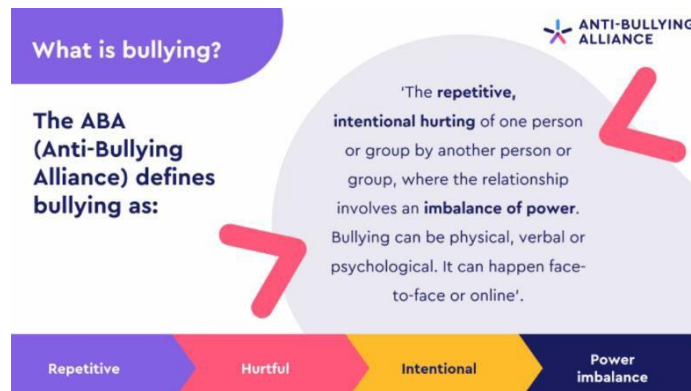 What is bullying?
ANTI-BULLYING
ALLIANCE
The ABA
(Anti-Bullying
Alliance) defines
bullying as:
‘The repetitive,
intentional hurting of one person
or group by another person or
group, where the relationship
involves an imbalance of power.
Bullying can be physical, verbal or
psychological. It can happen face-
to-face or online’.
Repetitive
Hurtful
Intentional
Power
imbalance